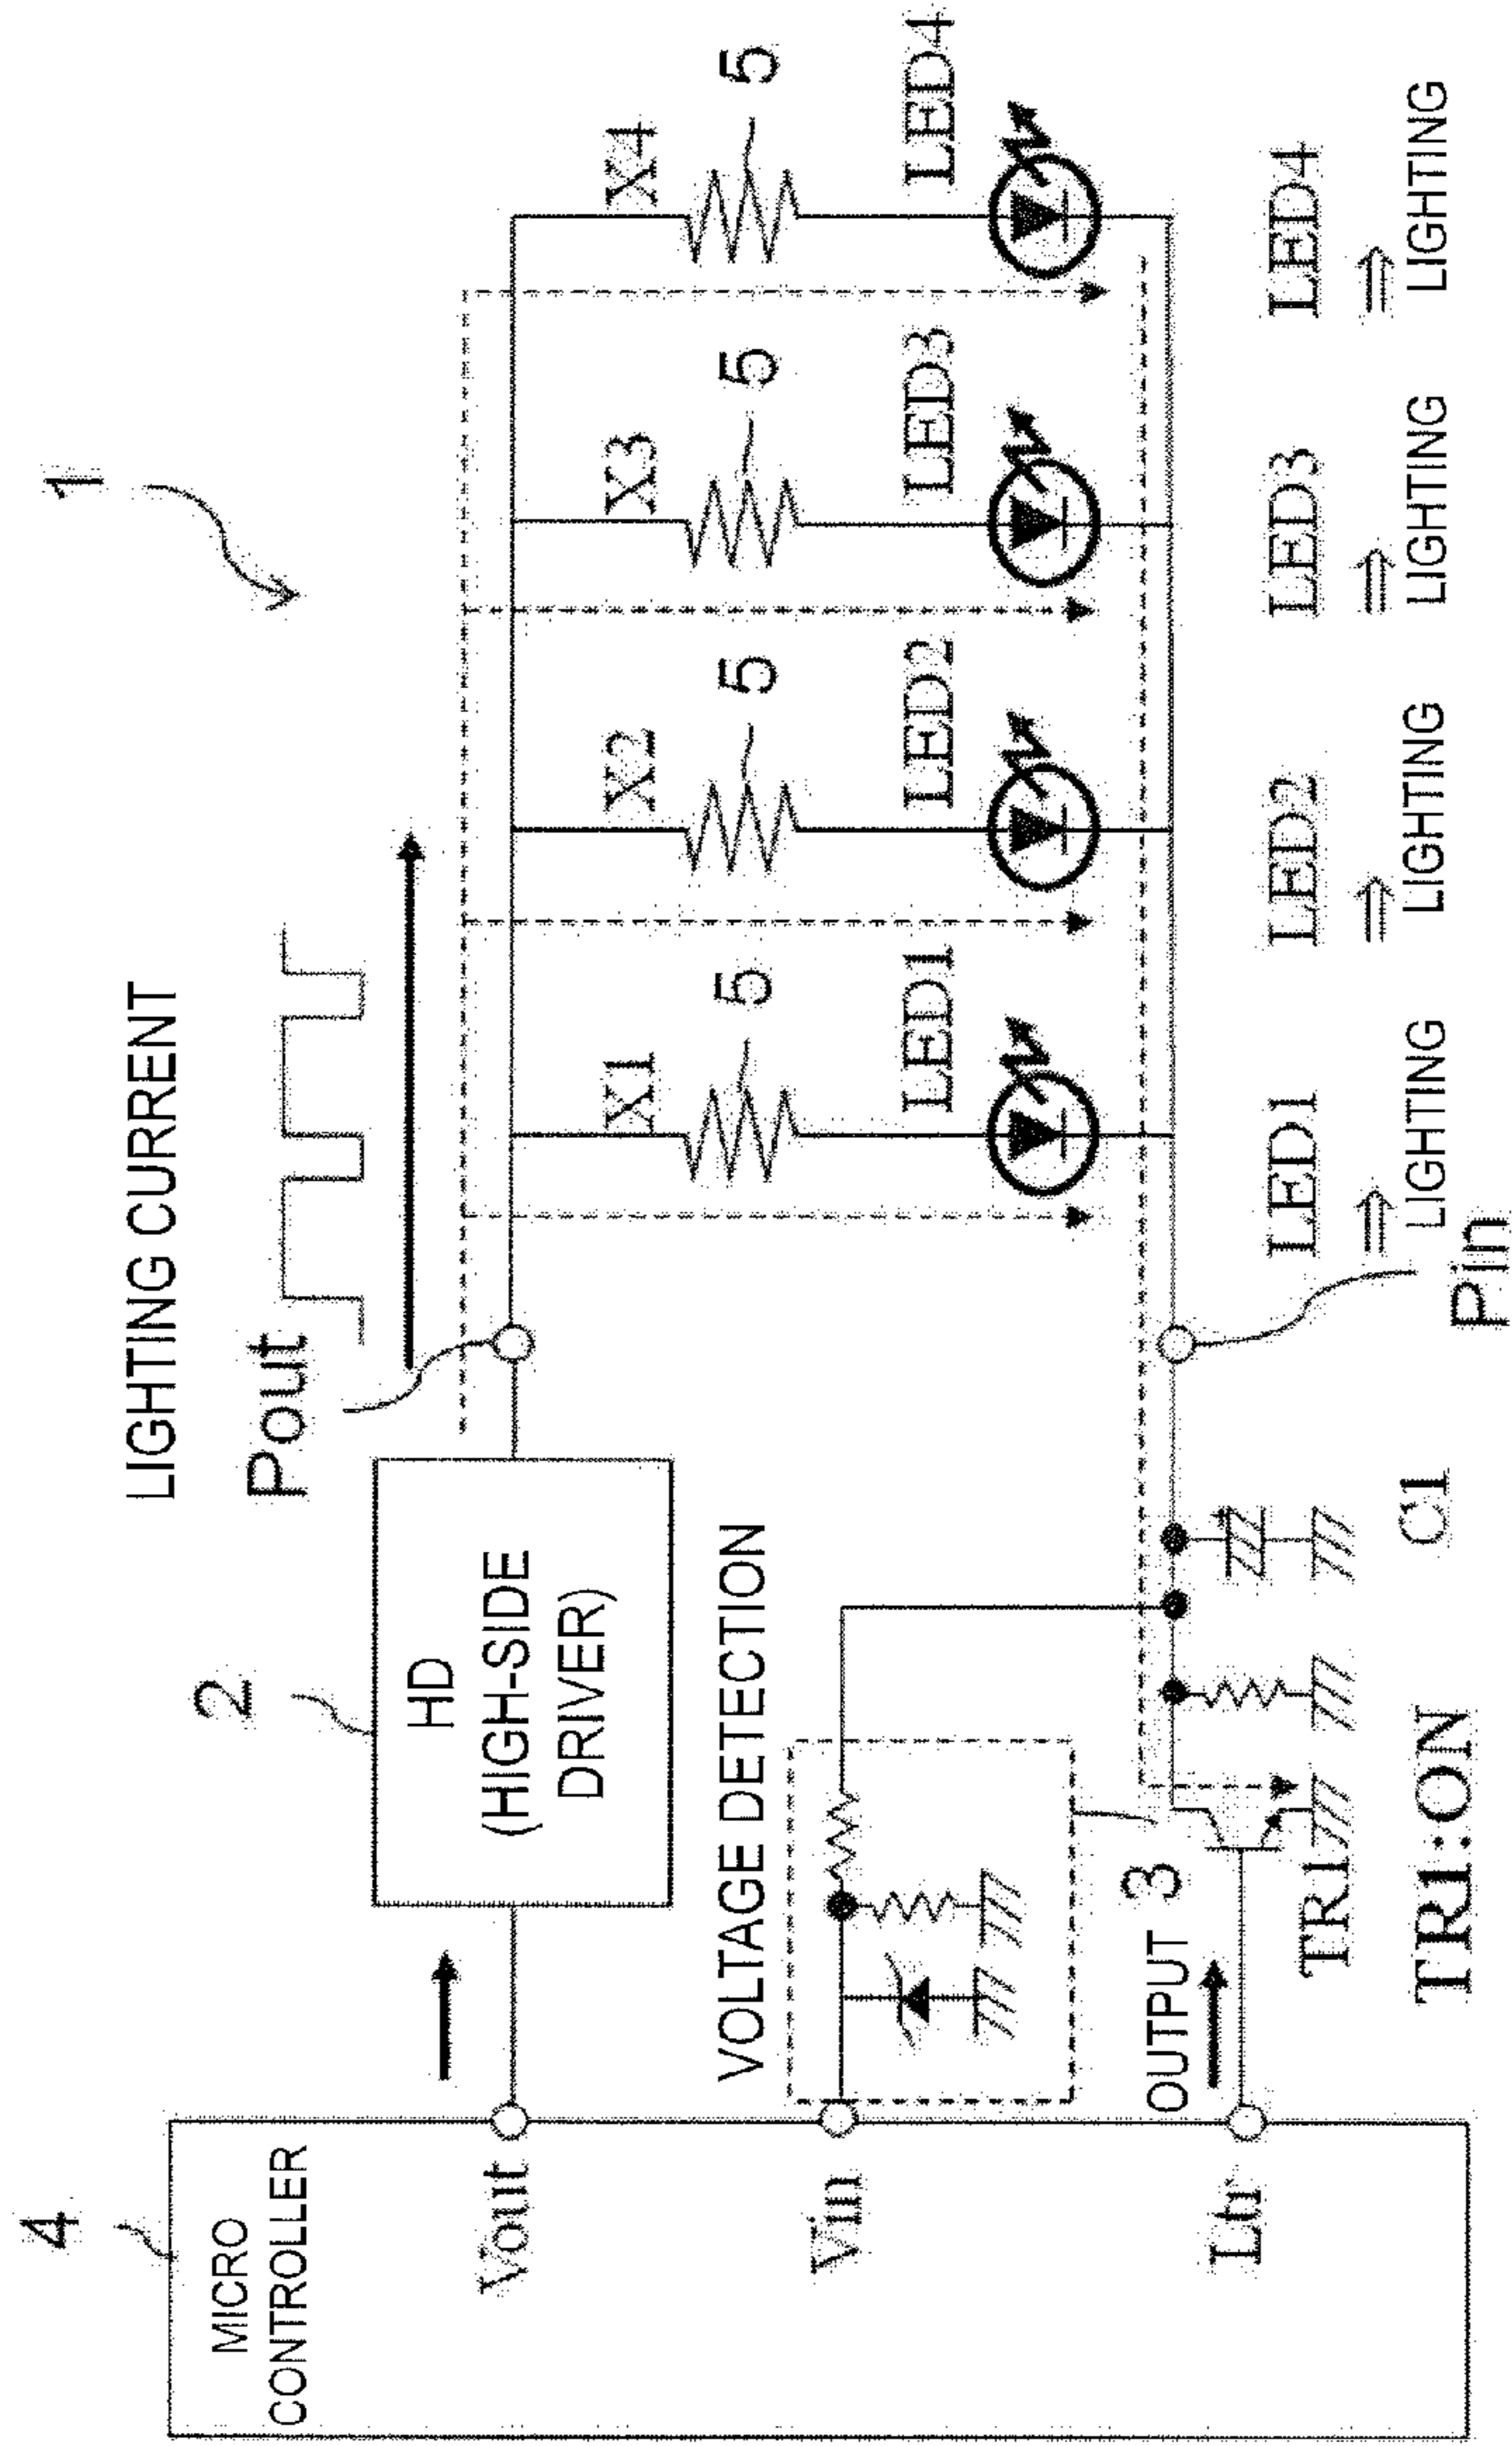 1
LIGHTING CURRENT
Pout
4
MICRO
CONTROLLER
2
HD
(HIGH-SIDE
DRIVER)
Vout
X1
X2
X3
X4
5
5
5
5
VOLTAGE DETECTION
Vin
LED1
LED2
LED3
LED4
3
OUTPUT
Ltr
TR1
TR1:ON
C1
Pin
LED1
⇒ LIGHTING
LED2
⇒ LIGHTING
LED3
⇒ LIGHTING
LED4
⇒ LIGHTING